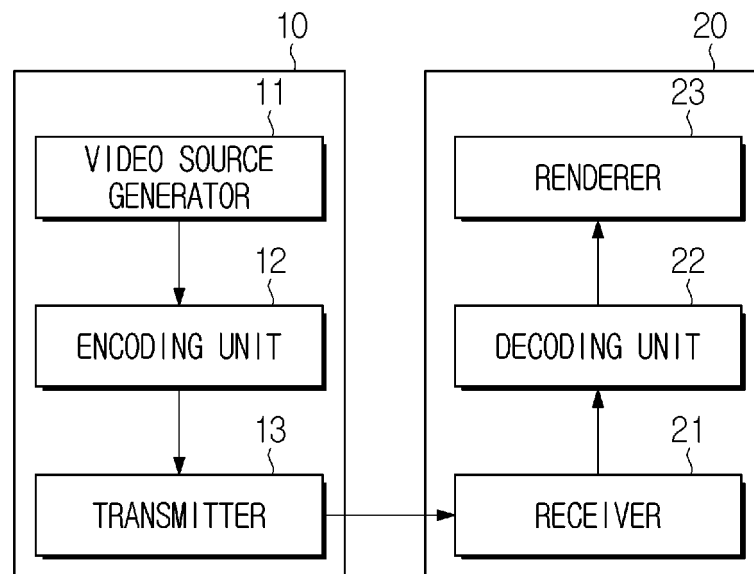 10
11
VIDEO SOURCE
GENERATOR
12
ENCODING UNIT
13
TRANSMITTER
20
23
RENDERER
22
DECODING UNIT
21
RECEIVER